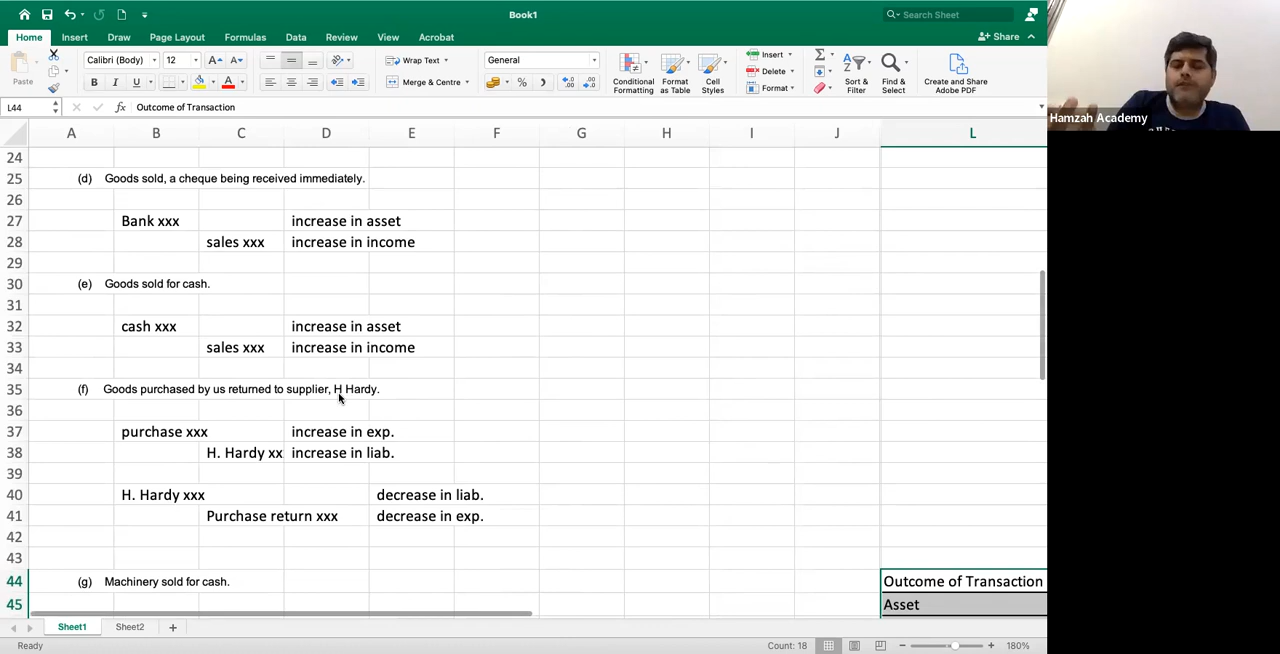 Book1
Search Sheet
Home Insert Draw Page Layout Formulas Data Review View Acrobat
Share
Paste
Calibri (Body) 12
A A
Wrap Text
General
Insert
B I U
Merge & Centre
% 
Conditional Formatting
Format as Table
Cell Styles
Delete
Format
Sort & Filter
Find & Select
Create and Share Adobe PDF
L44 fx Outcome of Transaction
A B C D E F G H I J L
24
25 (d) Goods sold, a cheque being received immediately.
26
27 Bank xxx increase in asset
28 sales xxx increase in income
29
30 (e) Goods sold for cash.
31
32 cash xxx increase in asset
33 sales xxx increase in income
34
35 (f) Goods purchased by us returned to supplier, H Hardy.
36
37 purchase xxx increase in exp.
38 H. Hardy xx increase in liab.
39
40 H. Hardy xxx decrease in liab.
41 Purchase return xxx decrease in exp.
42
43
44 (g) Machinery sold for cash. Outcome of Transaction
45 Asset
Sheet1 Sheet2 +
Ready
Count: 18
180%
Hamzah Academy